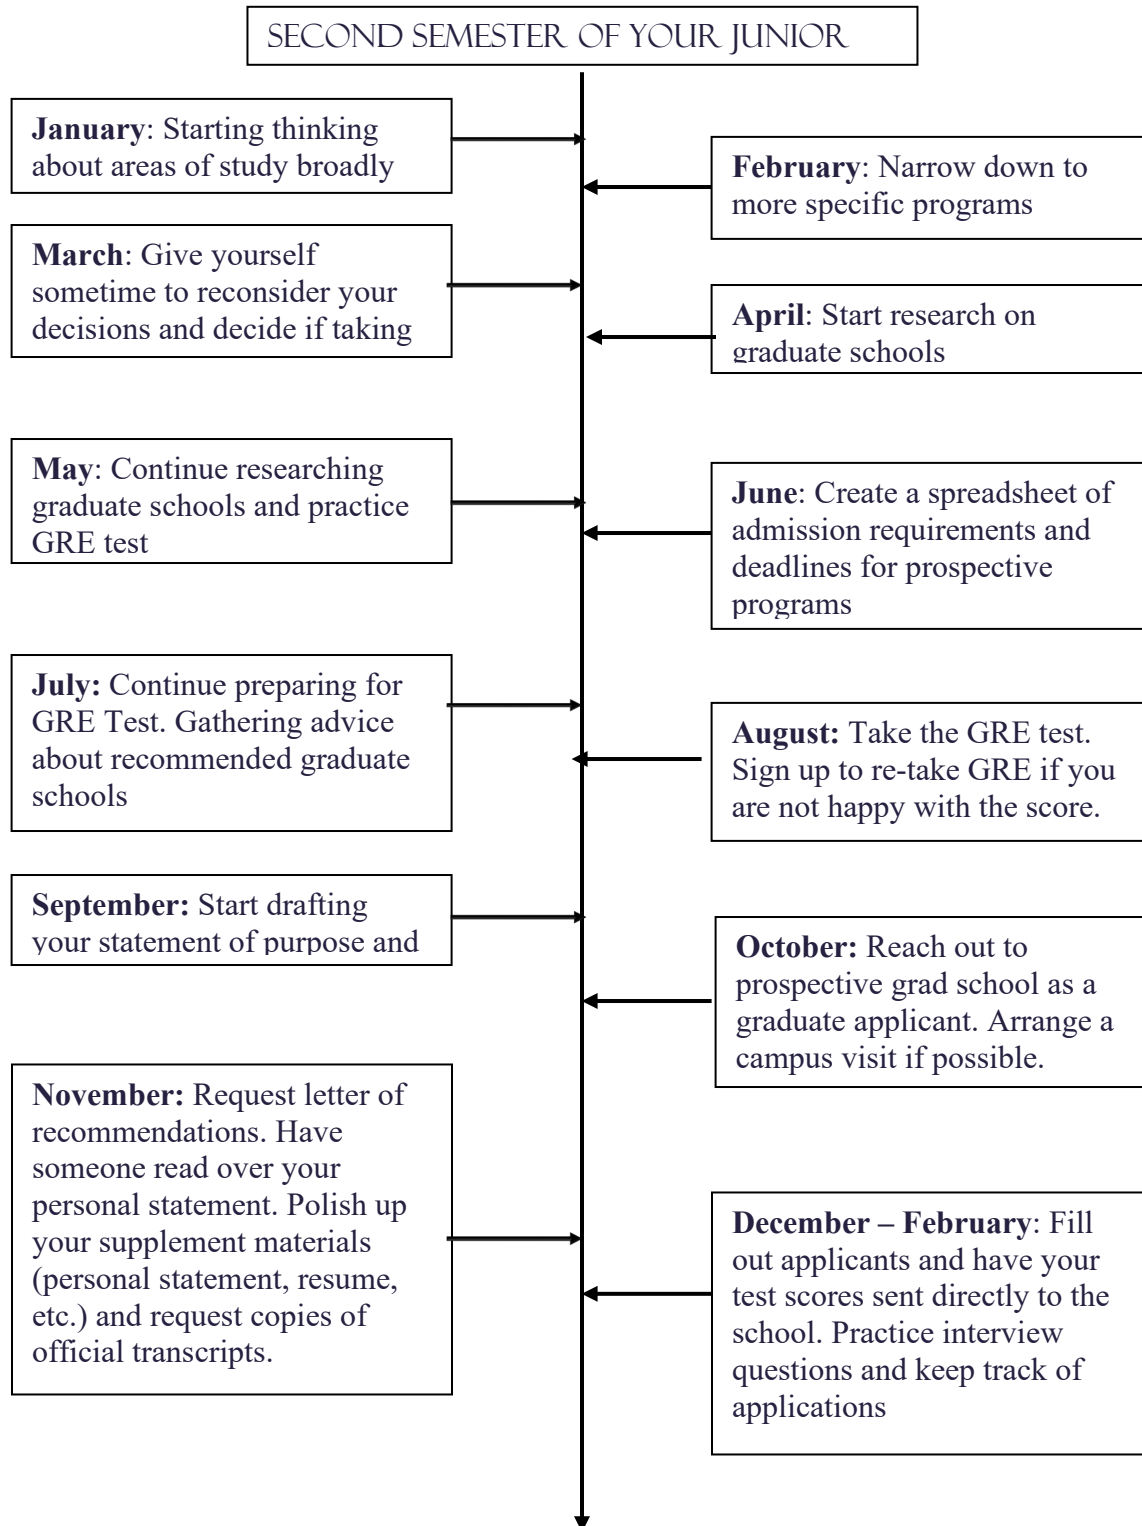 SECOND SEMESTER OF YOUR JUNIOR
January: Starting thinking
about areas of study broadly
February: Narrow down to
more specific programs
March: Give yourself
sometime to reconsider your
decisions and decide if taking
April: Start research on
graduate schools
May: Continue researching
graduate schools and practice
GRE test
June: Create a spreadsheet of
admission requirements and
deadlines for prospective
programs
July: Continue preparing for
GRE Test. Gathering advice
about recommended graduate
schools
August: Take the GRE test.
Sign up to re-take GRE if you
are not happy with the score.
September: Start drafting
your statement of purpose and
October: Reach out to
prospective grad school as a
graduate applicant. Arrange a
campus visit if possible.
November: Request letter of
recommendations. Have
someone read over your
personal statement. Polish up
your supplement materials
(personal statement, resume,
etc.) and request copies of
official transcripts.
December – February: Fill
out applicants and have your
test scores sent directly to the
school. Practice interview
questions and keep track of
applications